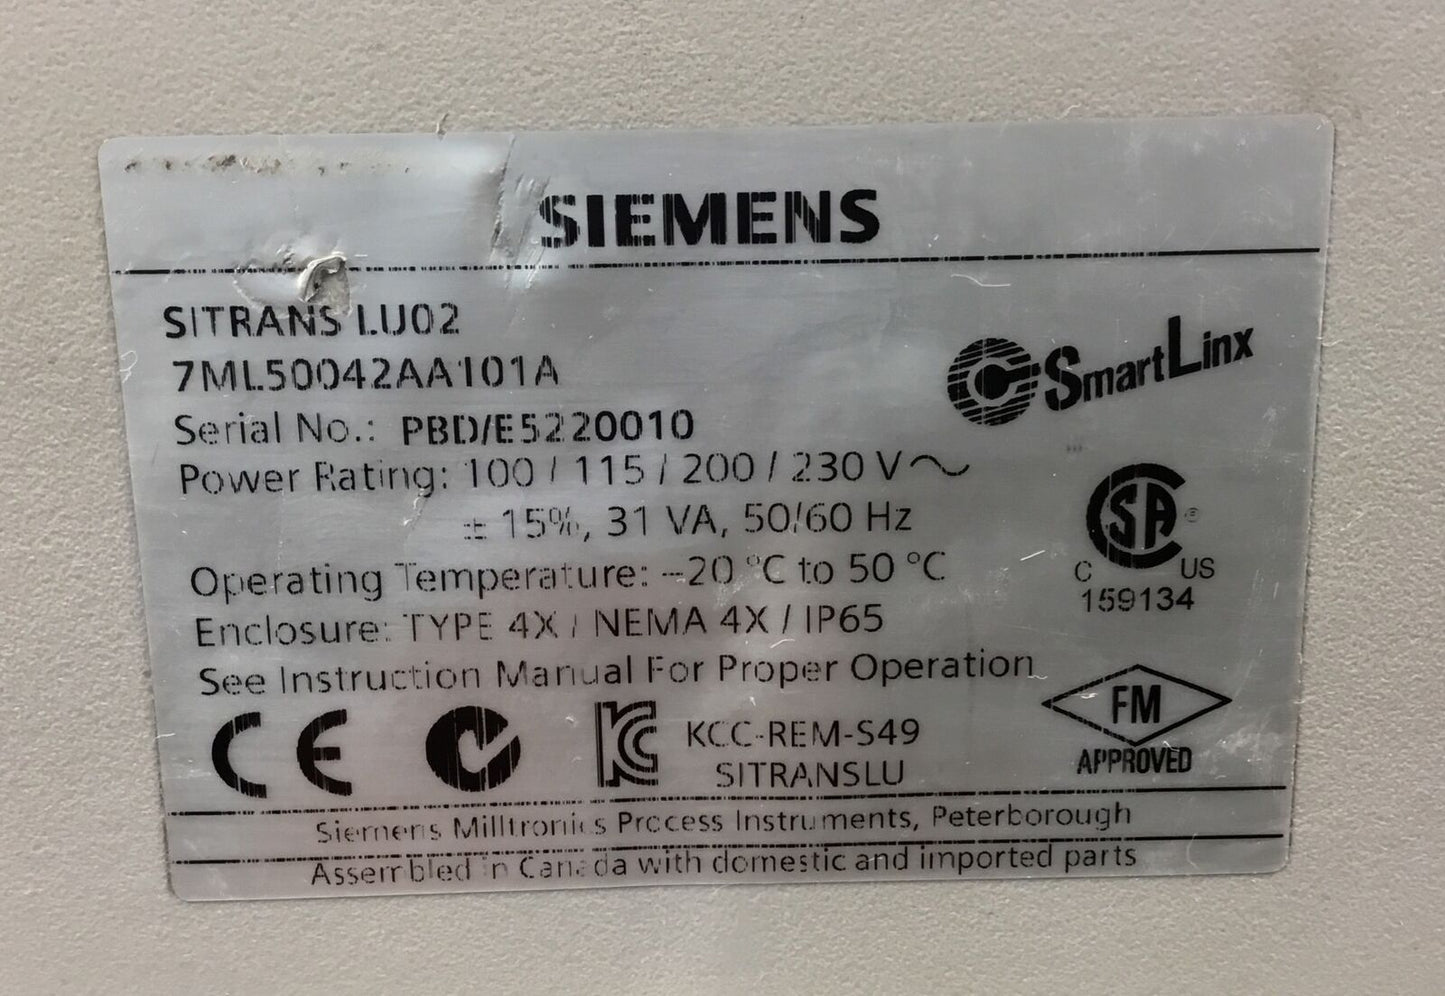 SIEMENS
SITRANS LU02
7ML50042AA101A
SmartLinx
Serial No.: PBD/E5220010
Power Rating: 100 / 115 / 200 / 230 V∼
± 15%, 31 VA, 50/60 Hz
Operating Temperature: −20 °C to 50 °C
Enclosure: TYPE 4X / NEMA 4X / IP65
See Instruction Manual For Proper Operation
CSA ®
C US
159134
FM
APPROVED
CE
KC
KCC-REM-S49
SITRANSLU
Siemens Milltronics Process Instruments, Peterborough
Assembled in Canada with domestic and imported parts